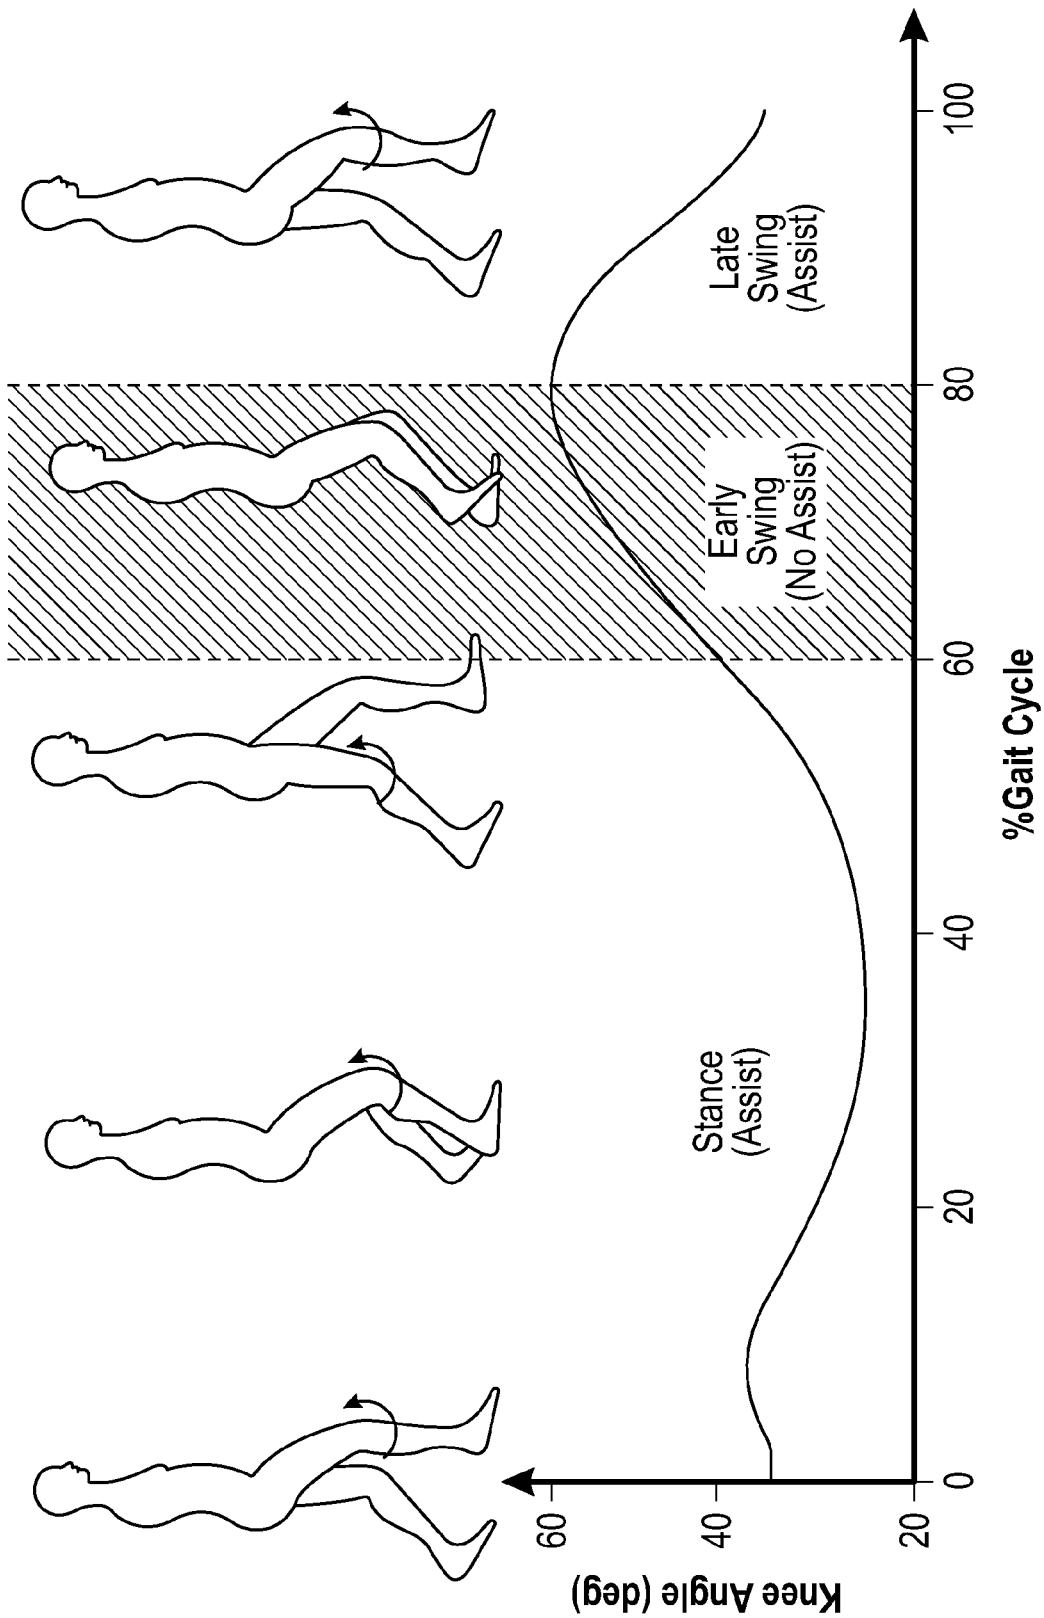 Knee Angle (deg)
60
40
20
Stance
(Assist)
Early
Swing
(No Assist)
Late
Swing
(Assist)
0
20
40
60
80
100
%Gait Cycle